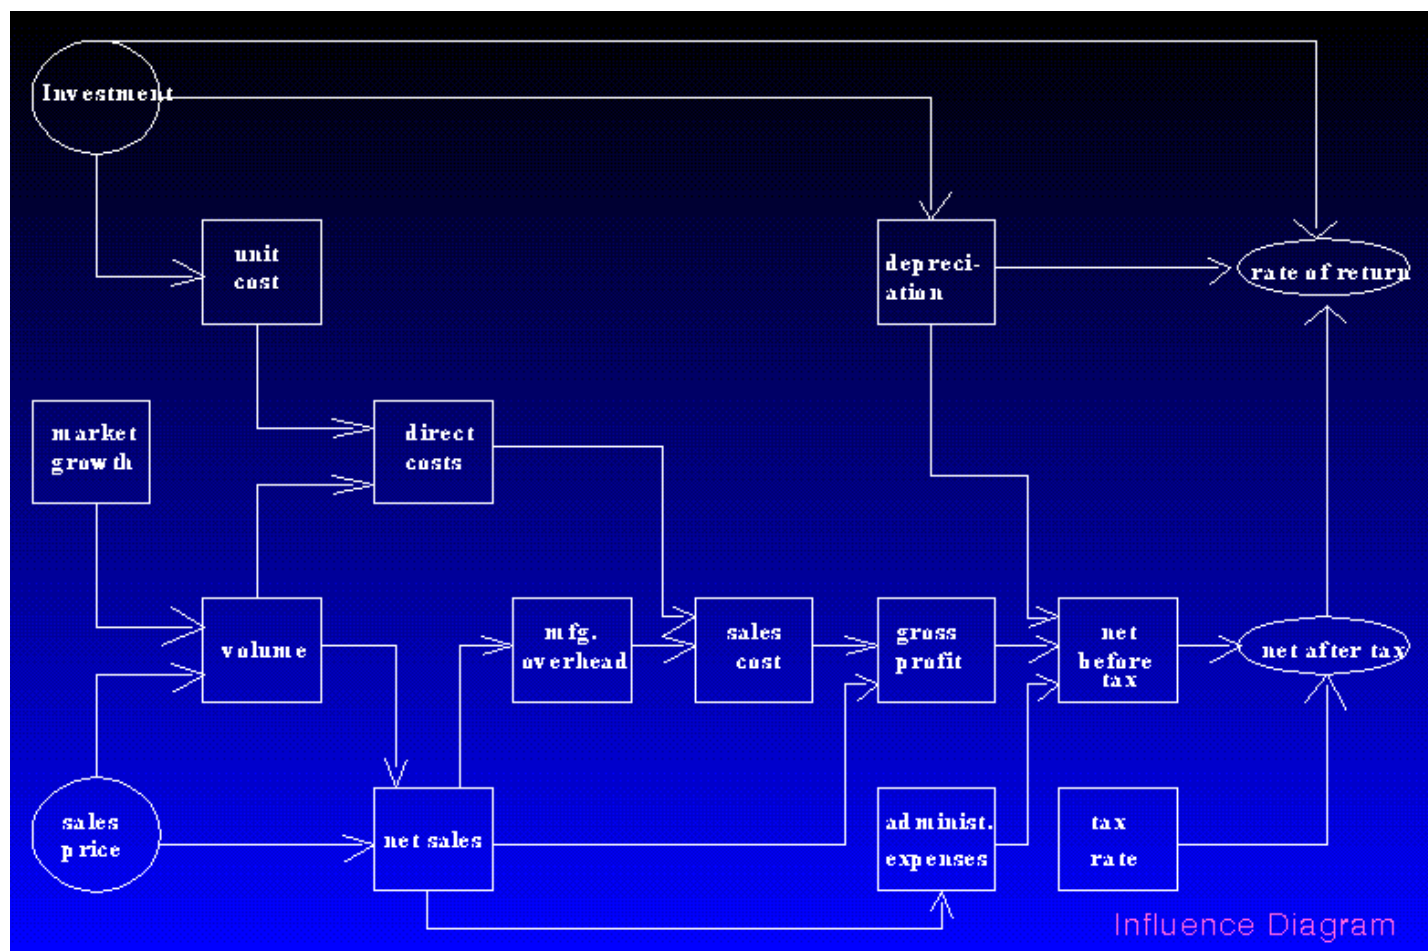 Investment
unit
cost
depreci-
ation
rate of return
market
growth
direct
costs
volume
mfg.
overhead
sales
cost
gross
profit
net
before
tax
net after tax
sales
price
net sales
administ.
expenses
tax
rate
Influence Diagram